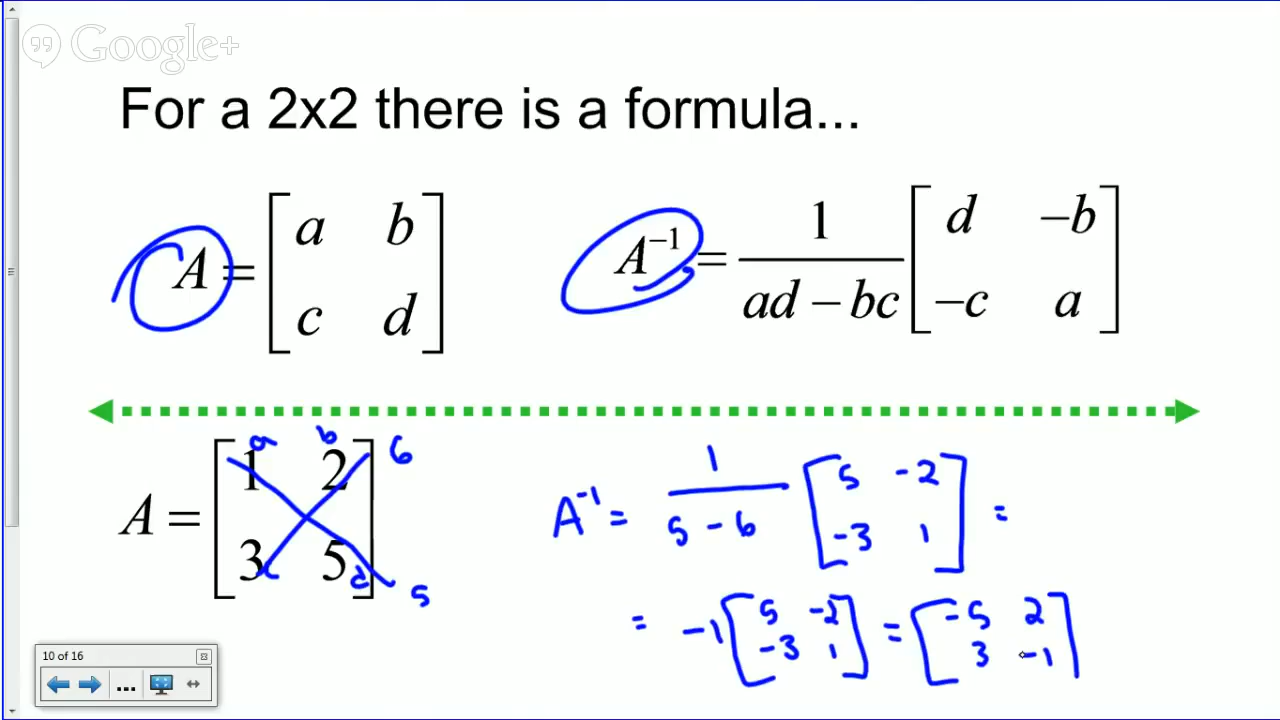 Google+
For a 2x2 there is a formula...
A = [ a b
c d ]
A⁻¹ = 1 / (ad − bc) [ d −b
−c a ]
A = [ 1 2
3 5 ]
a b 6
c d 5
A⁻¹ = 1 / (5 - 6) [ 5 -2
-3 1 ] =
= -1 [ 5 -2
-3 1 ] = [ -5 2
3 -1 ]
10 of 16
...